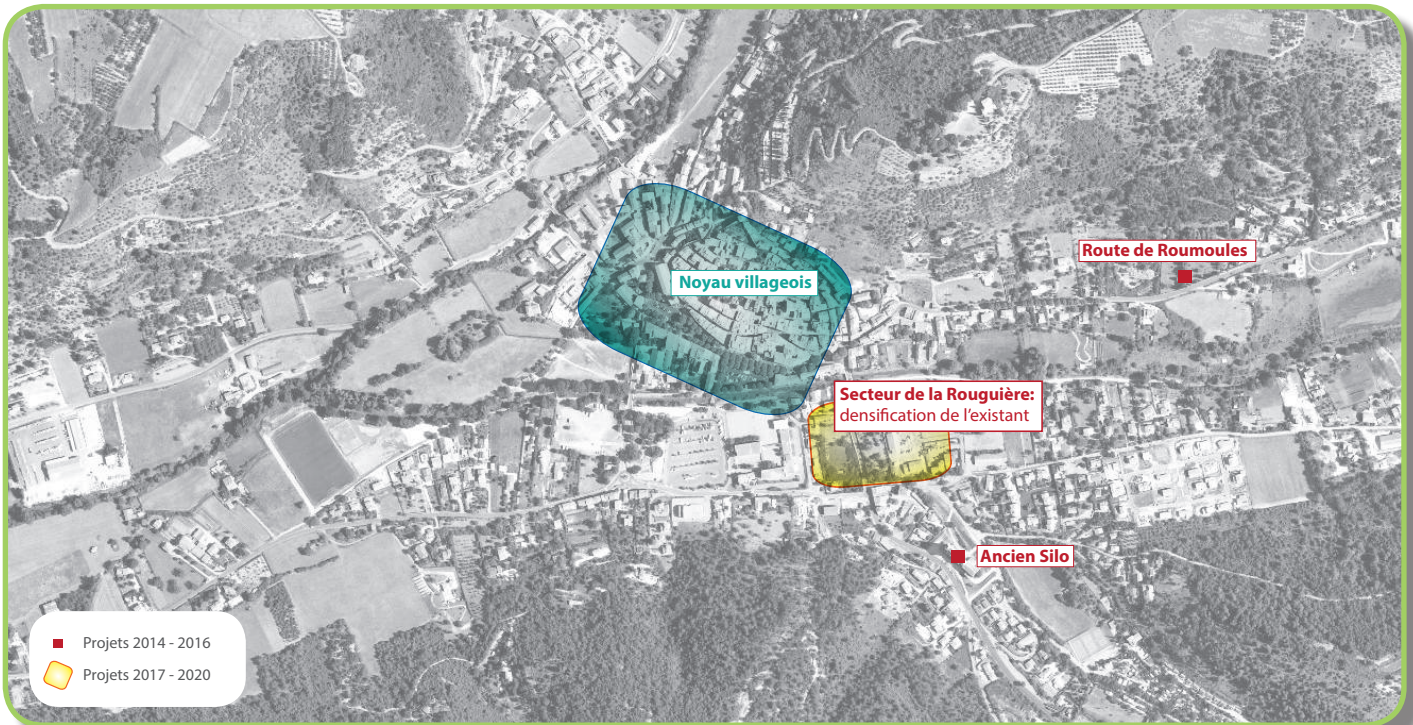 Route de Roumoules
Noyau villageois
Secteur de la Rouguière:
densification de l'existant
Ancien Silo
Projets 2014 - 2016
Projets 2017 - 2020